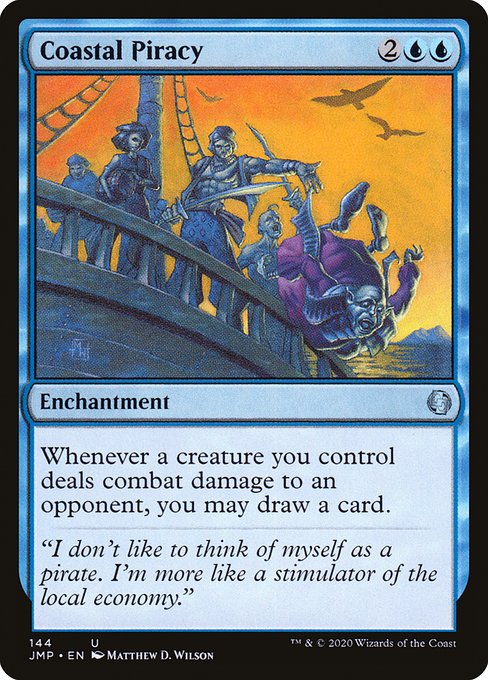 Coastal Piracy 2
Enchantment
Whenever a creature you control
deals combat damage to an
opponent, you may draw a card.
“I don’t like to think of myself as a
pirate. I’m more like a stimulator of the
local economy.”
144 U
JMP • EN Matthew D. Wilson
™ & © 2020 Wizards of the Coast